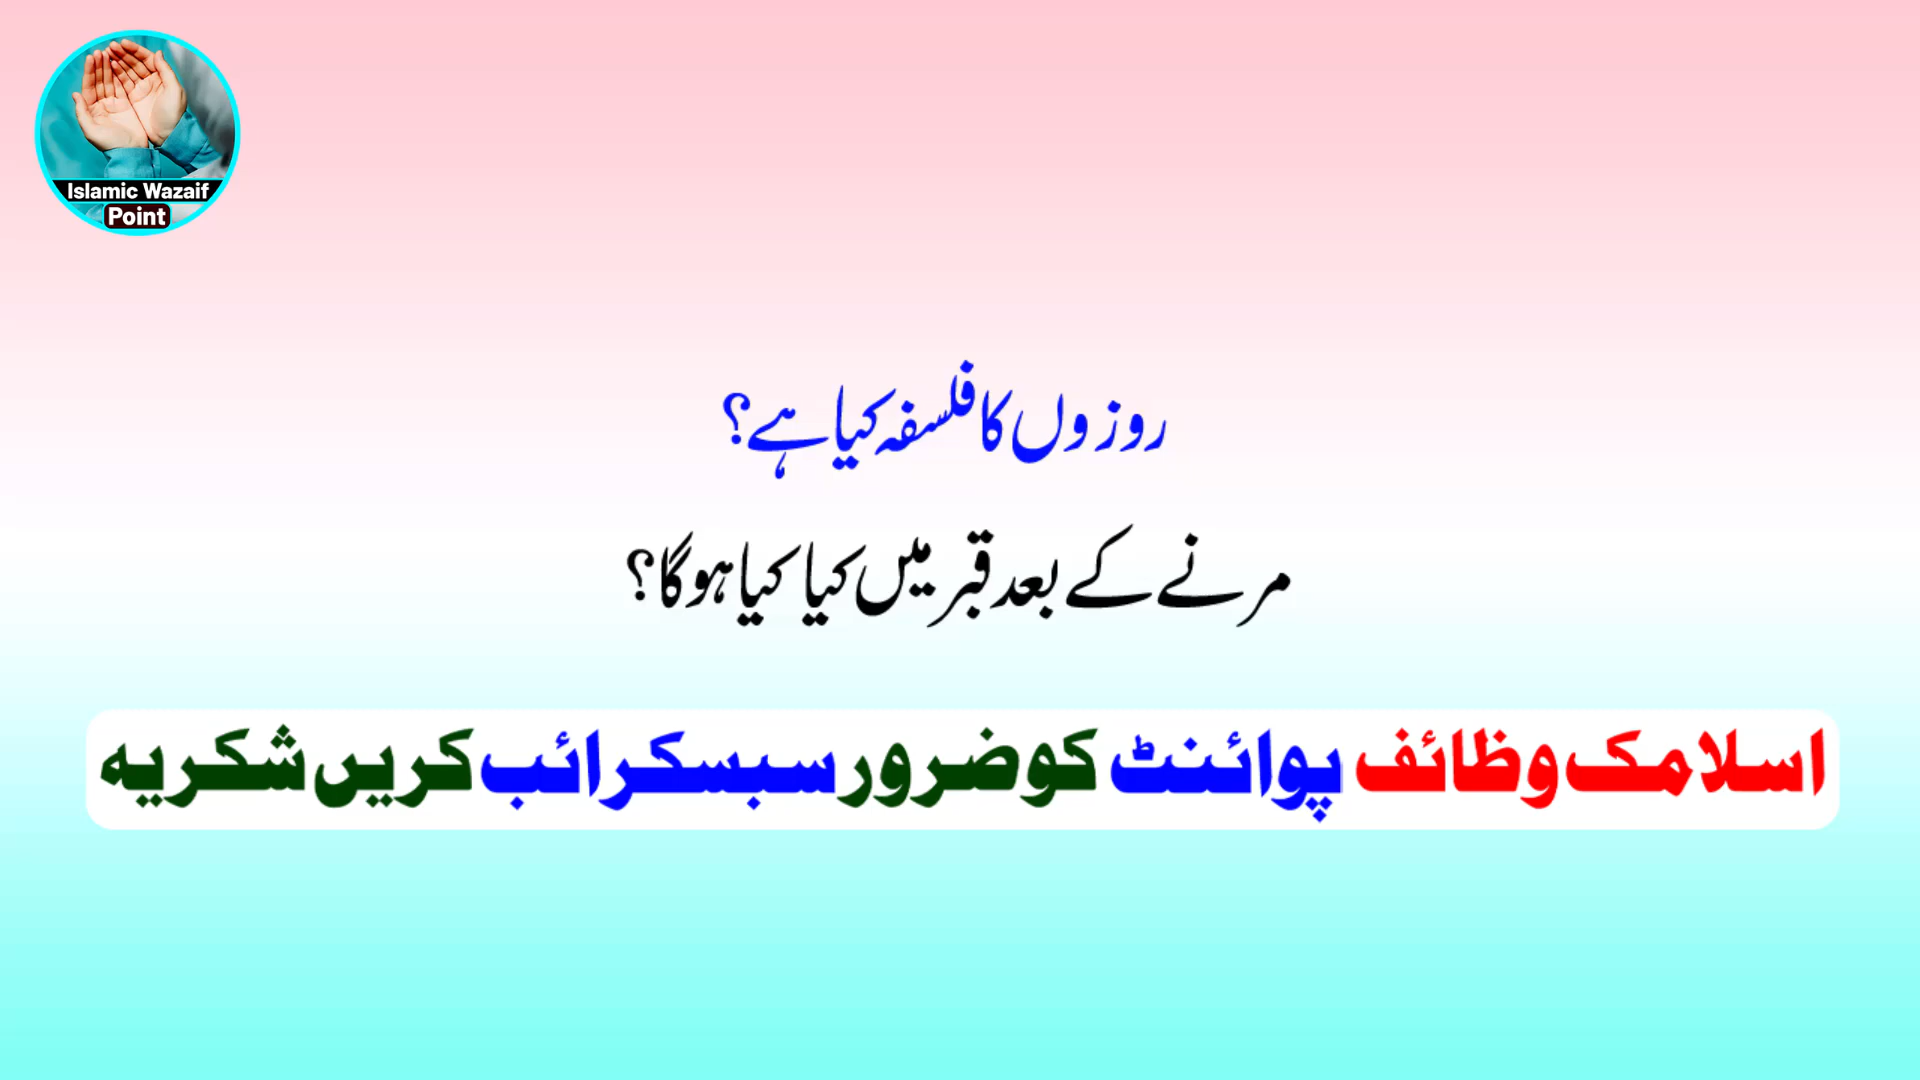 Islamic Wazaif
Point
روزوں کا فلسفہ کیا ہے؟
مرنے کے بعد قبر میں کیا کیا ہوگا؟
اسلامک وظائف پوائنٹ کو ضرور سبسکرائب کریں شکریہ